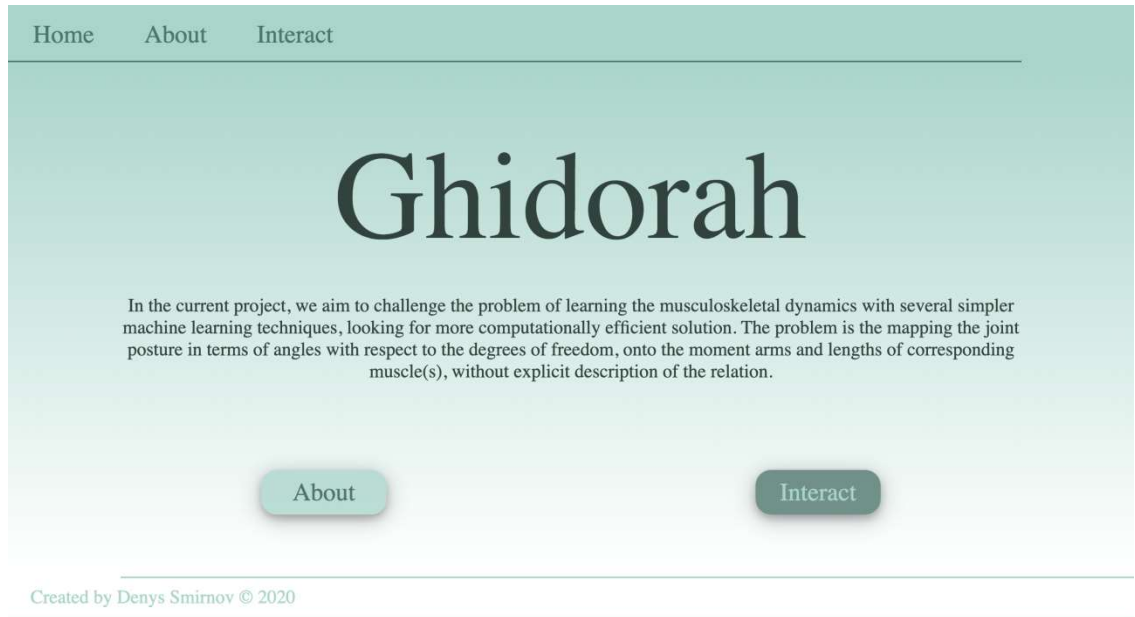 Home About Interact
Ghidorah
In the current project, we aim to challenge the problem of learning the musculoskeletal dynamics with several simpler
machine learning techniques, looking for more computationally efficient solution. The problem is the mapping the joint
posture in terms of angles with respect to the degrees of freedom, onto the moment arms and lengths of corresponding
muscle(s), without explicit description of the relation.
About Interact
Created by Denys Smirnov © 2020